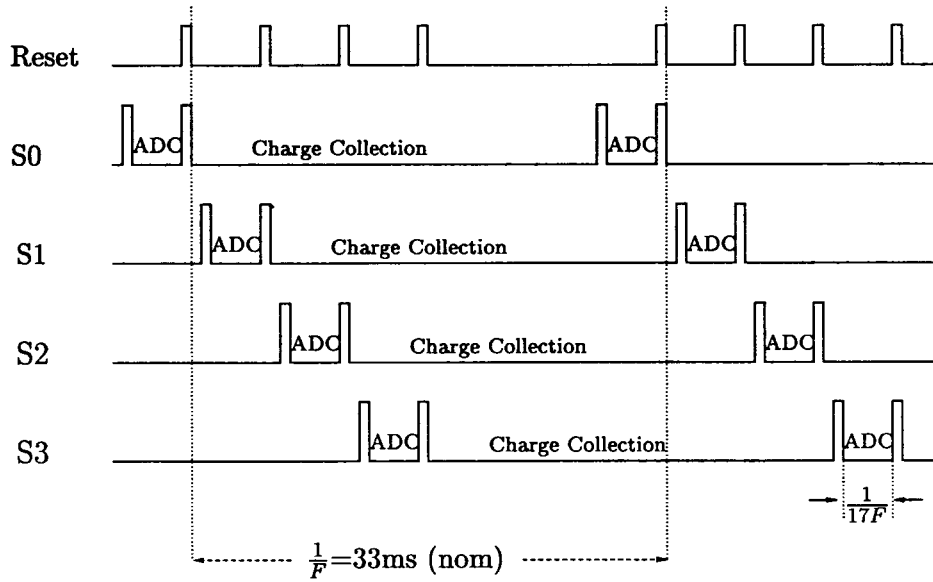 Reset
S0
ADC
Charge Collection
ADC
S1
ADC
Charge Collection
ADC
S2
ADC
Charge Collection
ADC
S3
ADC
Charge Collection
ADC
1/17F
1/F=33ms (nom)